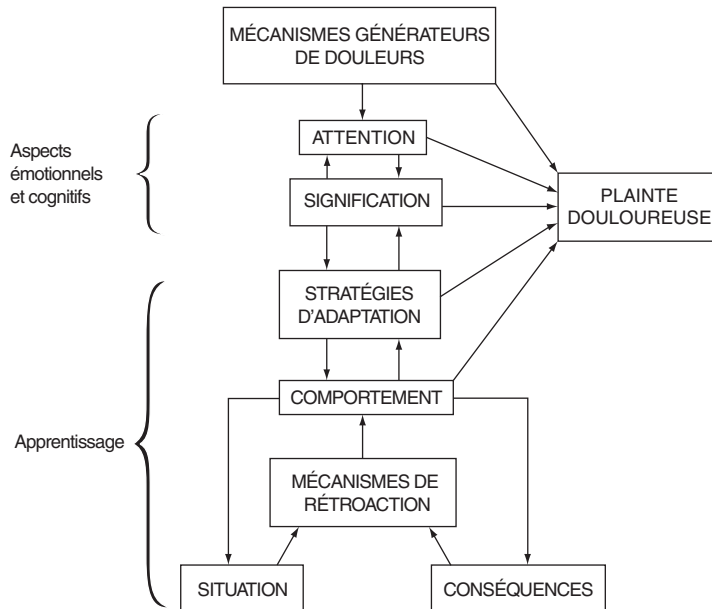 MÉCANISMES GÉNÉRATEURS
DE DOULEURS
ATTENTION
Aspects
émotionnels
et cognitifs
SIGNIFICATION
PLAINTE
DOULOUREUSE
STRATÉGIES
D'ADAPTATION
COMPORTEMENT
Apprentissage
MÉCANISMES DE
RÉTROACTION
SITUATION
CONSÉQUENCES